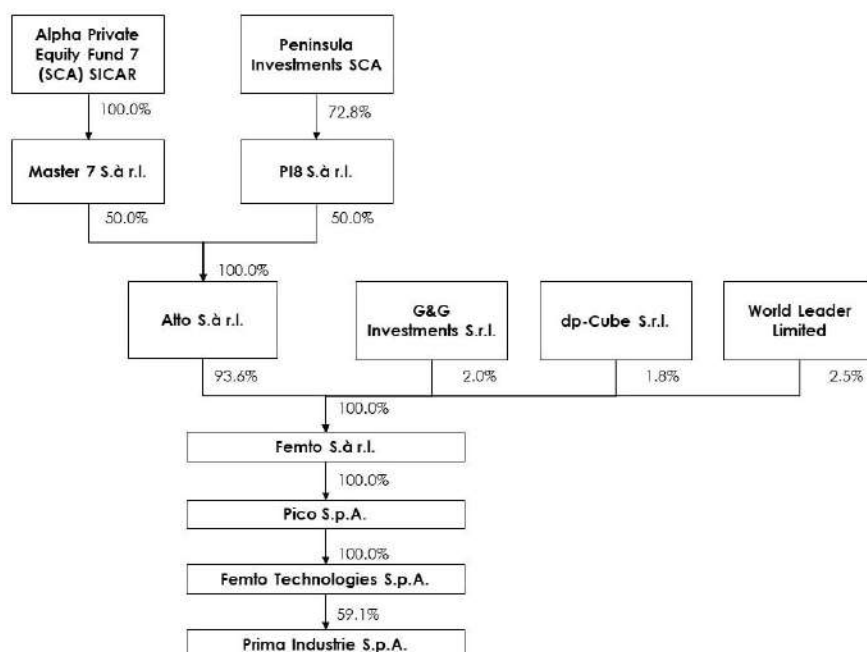 Alpha Private
Equity Fund 7
(SCA) SICAR
Peninsula
Investments SCA
100.0%
72.8%
Master 7 S.à r.l.
PI8 S.à r.l.
50.0%
50.0%
100.0%
Atto S.à r.l.
G&G
Investments S.r.l.
dp-Cube S.r.l.
World Leader
Limited
93.6%
2.0%
1.8%
2.5%
100.0%
Femto S.à r.l.
100.0%
Pico S.p.A.
100.0%
Femto Technologies S.p.A.
59.1%
Prima Industrie S.p.A.